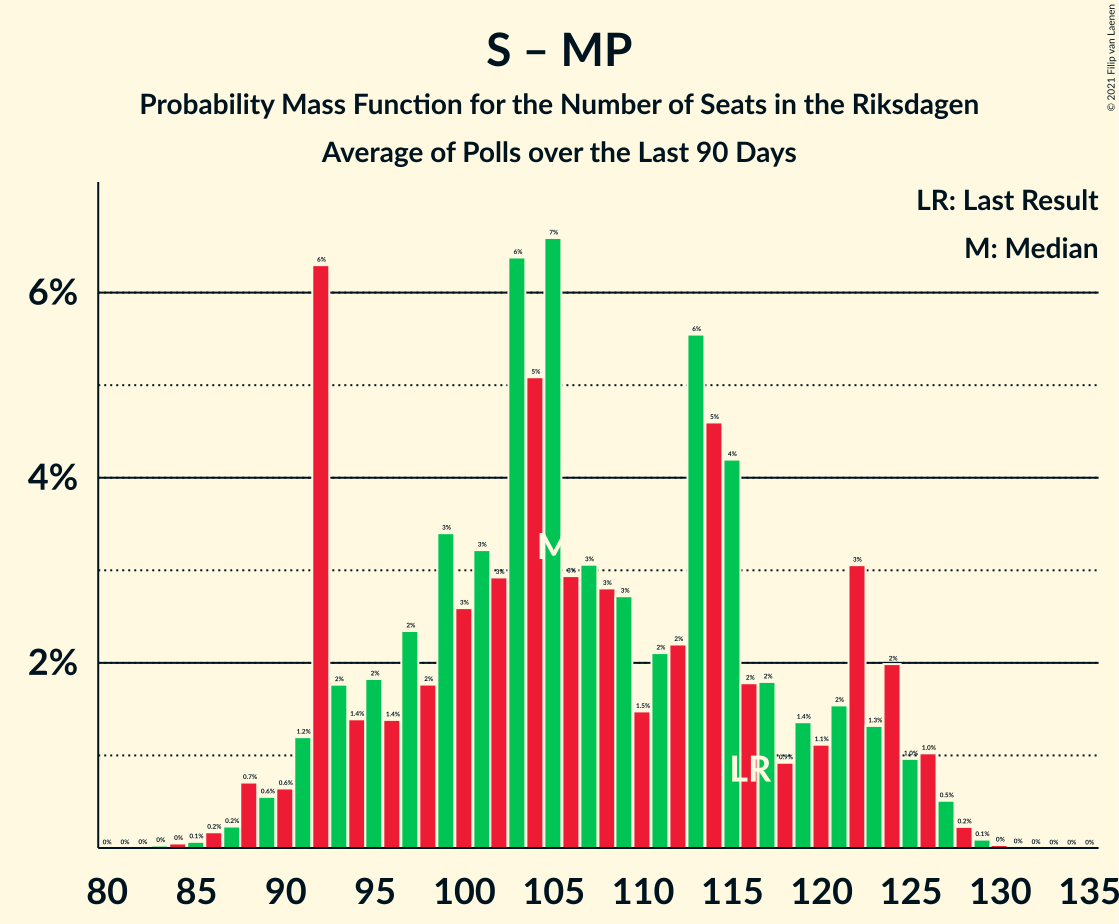 S – MP
Probability Mass Function for the Number of Seats in the Riksdagen
Average of Polls over the Last 90 Days
© 2021 Filip van Laenen
LR: Last Result
M: Median
6%
4%
2%
0% 0% 0% 0% 0% 0.1% 0.2% 0.2% 0.7% 0.6% 0.6% 1.2% 6% 2% 1.4% 2% 1.4% 2% 2% 3% 3% 3% 3% 6% 5% 7% 3% 3% 3% 3% 1.5% 2% 2% 6% 5% 4% 2% 2% 0.9% 1.4% 1.1% 2% 3% 1.3% 2% 1.0% 1.0% 0.5% 0.2% 0.1% 0% 0% 0% 0% 0% 0%
M
LR
80 85 90 95 100 105 110 115 120 125 130 135